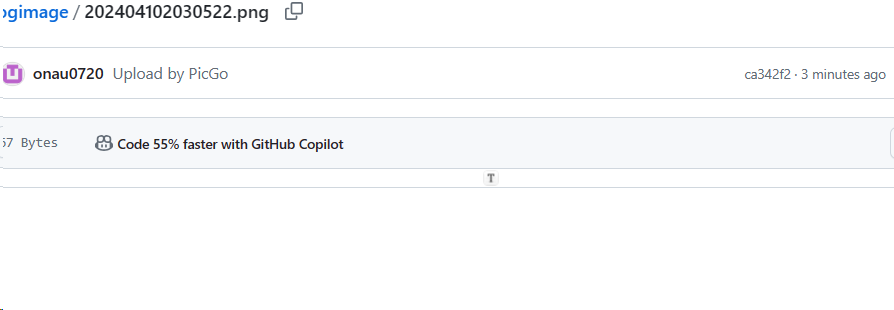 ogimage / 202404102030522.png
onau0720 Upload by PicGo ca342f2 · 3 minutes ago
57 Bytes Code 55% faster with GitHub Copilot
T